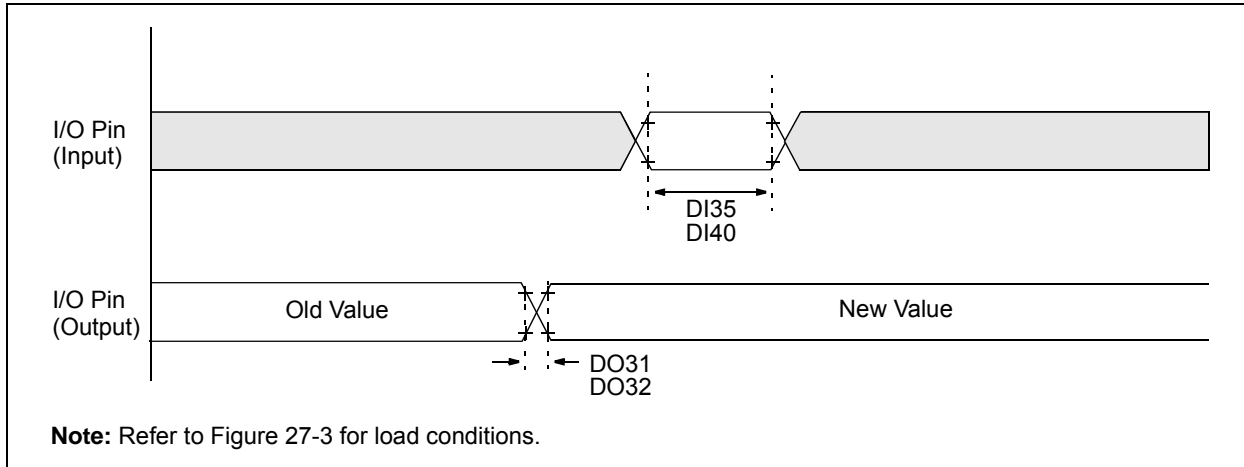 I/O Pin
(Input)
DI35
DI40
I/O Pin
(Output)
Old Value
New Value
DO31
DO32
Note: Refer to Figure 27-3 for load conditions.